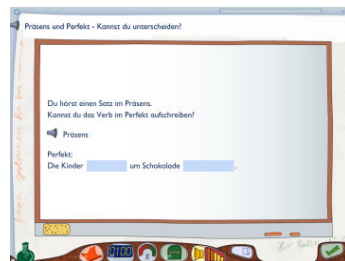 Präsens und Perfekt - Kannst du unterscheiden?
Du hörst einen Satz im Präsens.
Kannst du das Verb im Perfekt aufschreiben?
Präsens
Perfekt:
Die Kinder um Schokolade .